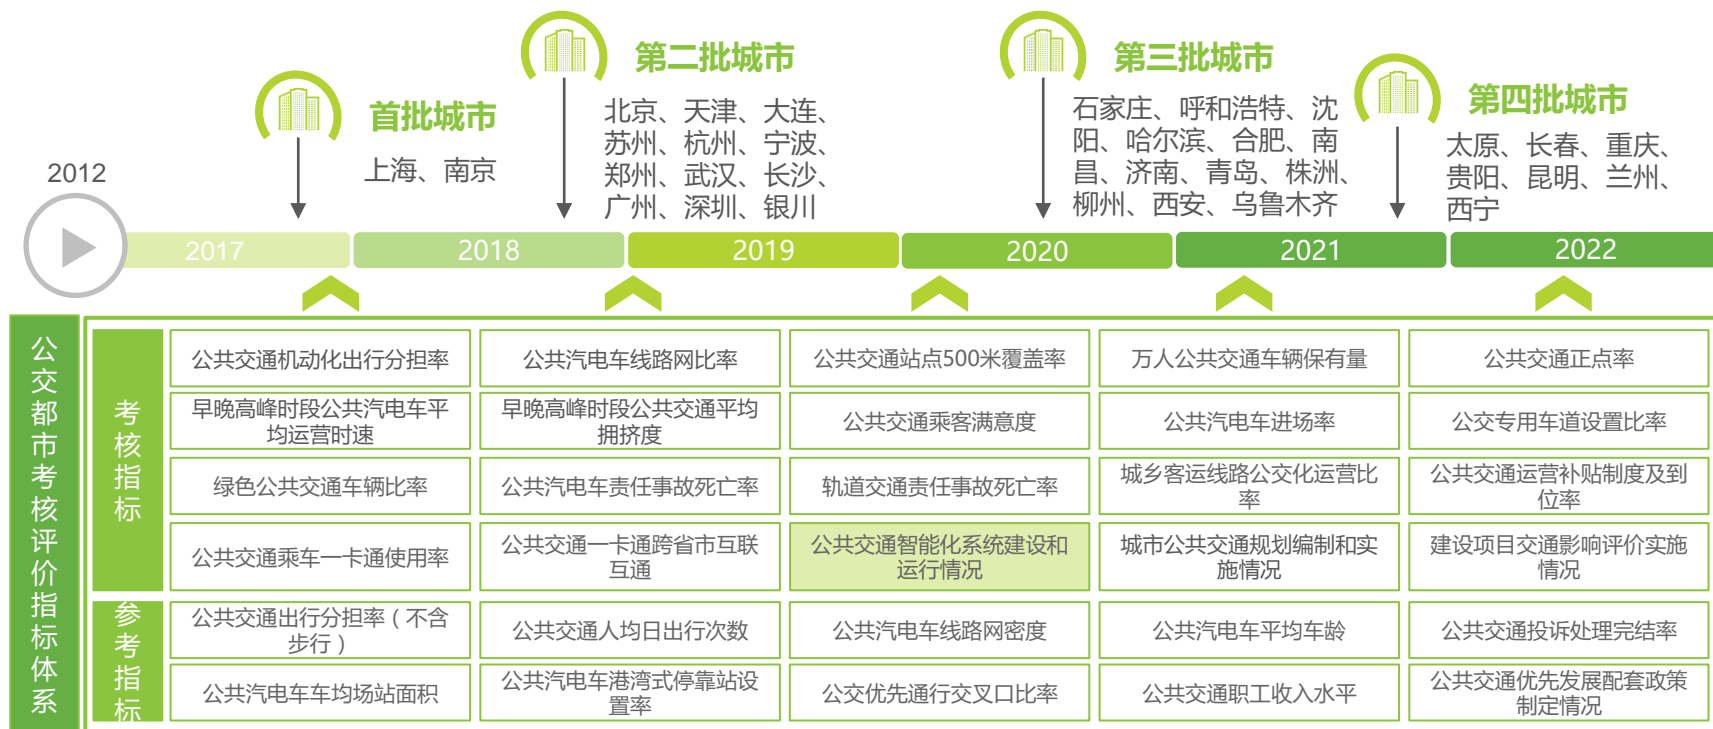 2012
首批城市
上海、南京
第二批城市
北京、天津、大连、
苏州、杭州、宁波、
郑州、武汉、长沙、
广州、深圳、银川
第三批城市
石家庄、呼和浩特、沈
阳、哈尔滨、合肥、南
昌、济南、青岛、株洲、
柳州、西安、乌鲁木齐
第四批城市
太原、长春、重庆、
贵阳、昆明、兰州、
西宁
2017
2018
2019
2020
2021
2022
公交都市考核评价指标体系
考核指标
公共交通机动化出行分担率
公共汽电车线路网比率
公共交通站点500米覆盖率
万人公共交通车辆保有量
公共交通正点率
早晚高峰时段公共汽电车平
均运营时速
早晚高峰时段公共交通平均
拥挤度
公共交通乘客满意度
公共汽电车进场率
公交专用车道设置比率
绿色公共交通车辆比率
公共汽电车责任事故死亡率
轨道交通责任事故死亡率
城乡客运线路公交化运营比
率
公共交通运营补贴制度及到
位率
公共交通乘车一卡通使用率
公共交通一卡通跨省市互联
互通
公共交通智能化系统建设和
运行情况
城市公共交通规划编制和实
施情况
建设项目交通影响评价实施
情况
参考指标
公共交通出行分担率（不含
步行）
公共交通人均日出行次数
公共汽电车线路网密度
公共汽电车平均车龄
公共交通投诉处理完结率
公共汽电车车均场站面积
公共汽电车港湾式停靠站设
置率
公交优先通行交叉口比率
公共交通职工收入水平
公共交通优先发展配套政策
制定情况